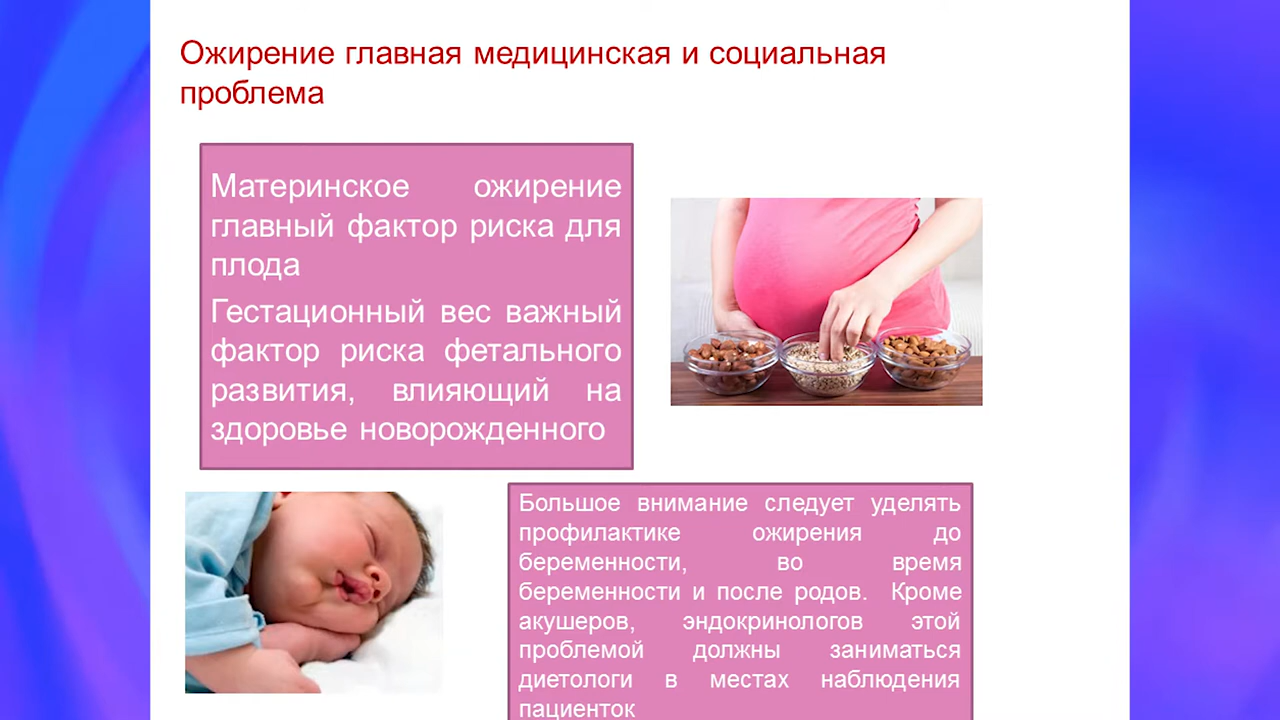 Ожирение главная медицинская и социальная
проблема
Материнское ожирение
главный фактор риска для
плода
Гестационный вес важный
фактор риска фетального
развития, влияющий на
здоровье новорожденного
Большое внимание следует уделять
профилактике ожирения до
беременности, во время
беременности и после родов. Кроме
акушеров, эндокринологов этой
проблемой должны заниматься
диетологи в местах наблюдения
пациенток